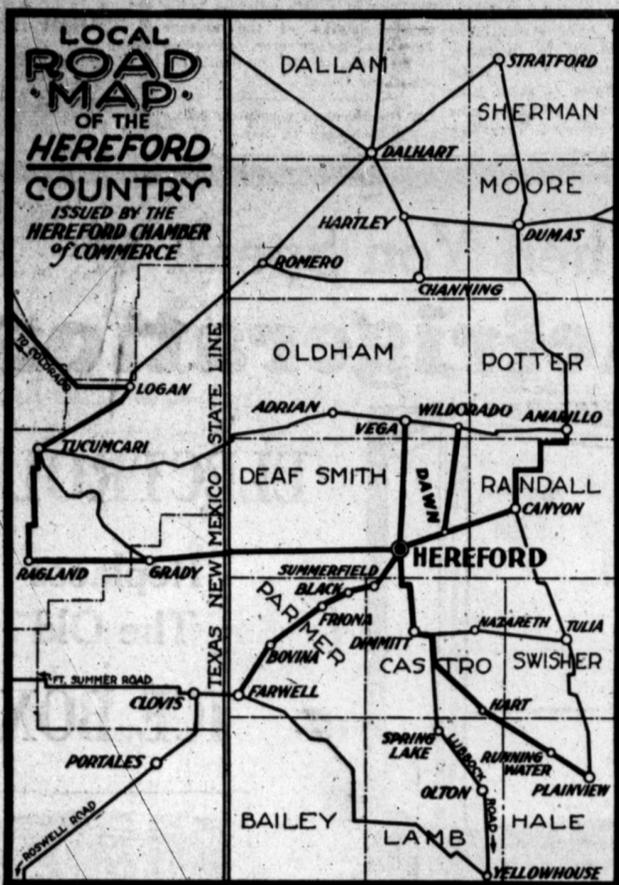 LOCAL
ROAD
·MAP·
OF THE
HEREFORD
COUNTRY
ISSUED BY THE
HEREFORD CHAMBER
of COMMERCE
DALLAM
STRATFORD
SHERMAN
DALHART
MOORE
HARTLEY
DUMAS
ROMERO
CHANNING
OLDHAM
POTTER
TO COLORADO
LOGAN
TEXAS NEW MEXICO STATE LINE
ADRIAN
VEGA
WILDORADO
AMARILLO
TUCUMCARI
DEAF SMITH
DAWN
RANDALL
CANYON
HEREFORD
RAGLAND
GRADY
SUMMERFIELD
BLACK
PARMER
FRIONA
DIMMITT
NAZARETH
TULIA
BOVINA
CASTRO
SWISHER
FT. SUMMER ROAD
CLOVIS
FARWELL
HART
SPRING
LAKE
LUBBOCK
ROAD
RUNNING
WATER
PORTALES
OLTON
PLAINVIEW
ROSWELL ROAD
BAILEY
LAMB
HALE
YELLOWHOUSE